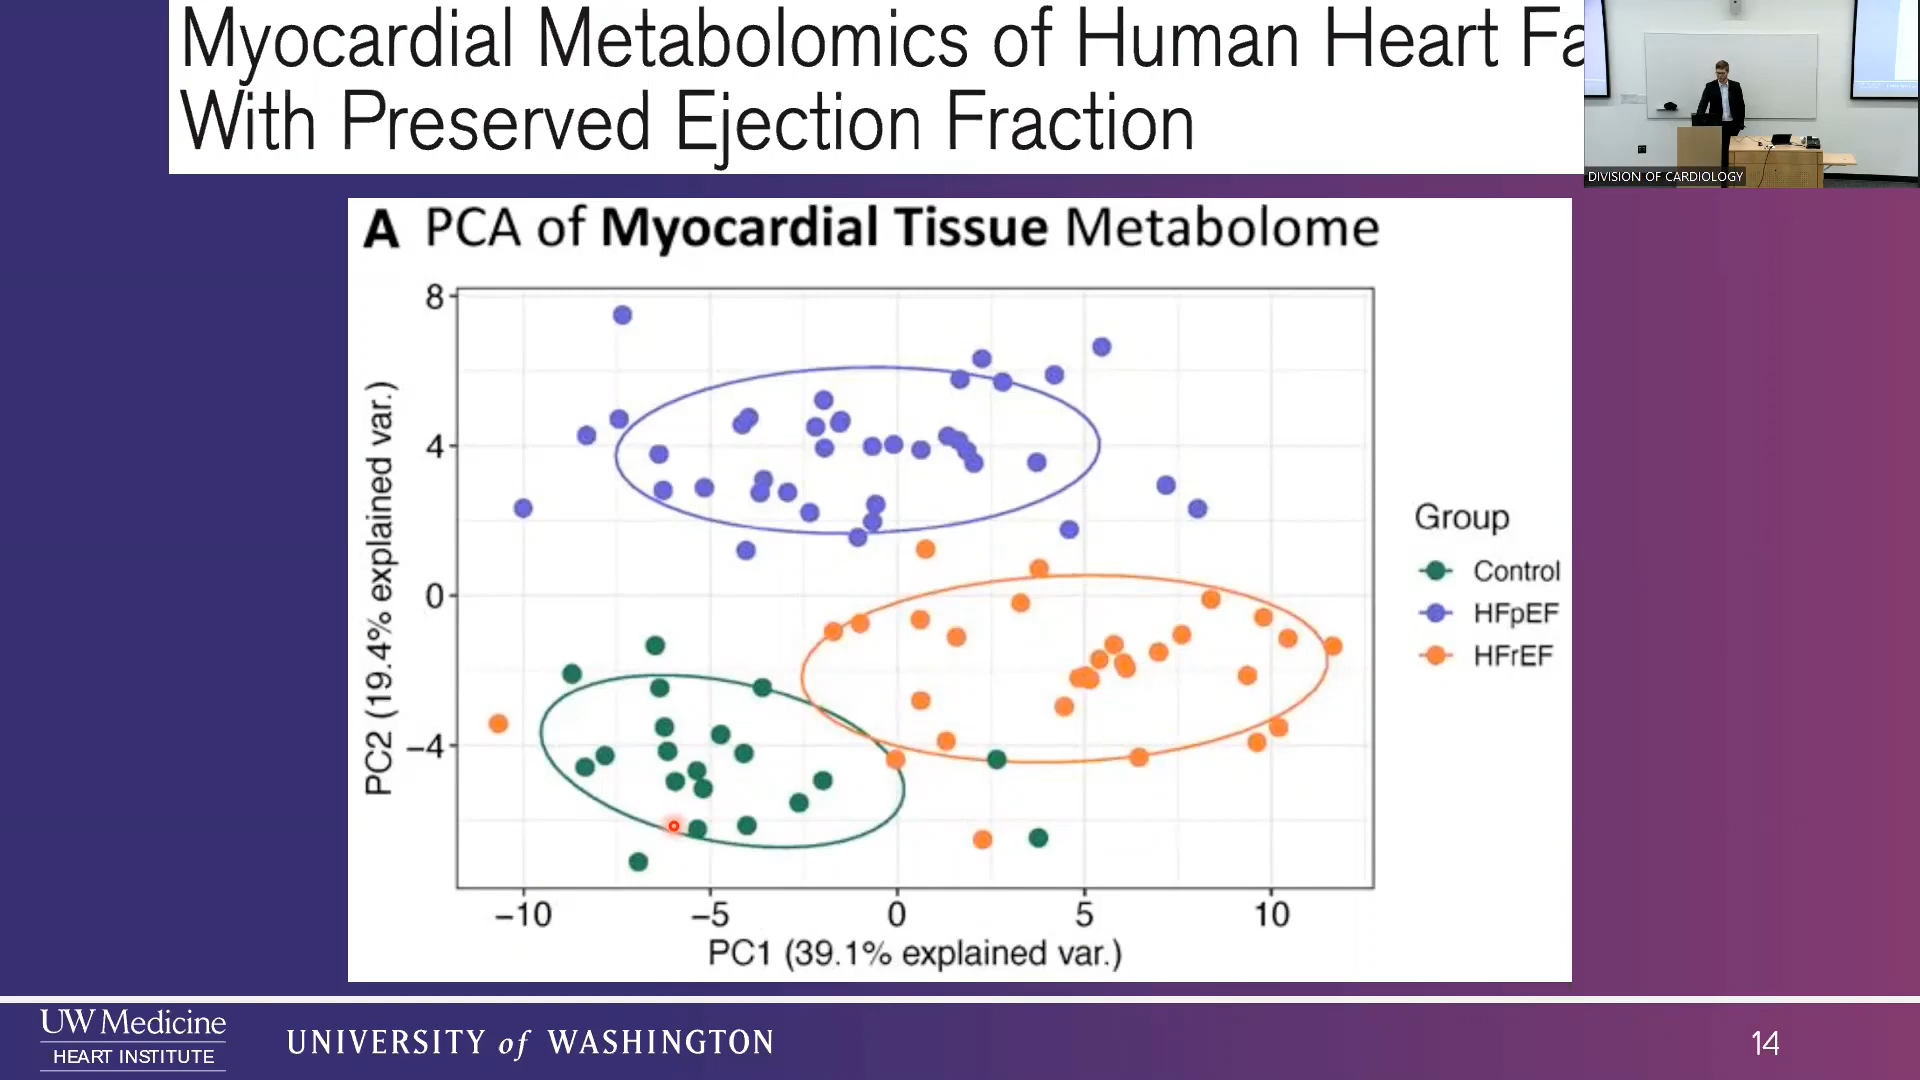 Myocardial Metabolomics of Human Heart Fa
With Preserved Ejection Fraction
DIVISION OF CARDIOLOGY
A PCA of Myocardial Tissue Metabolome
8
4
0
−4
PC2 (19.4% explained var.)
−10 −5 0 5 10
PC1 (39.1% explained var.)
Group
Control
HFpEF
HFrEF
UW Medicine
HEART INSTITUTE
UNIVERSITY of WASHINGTON
14